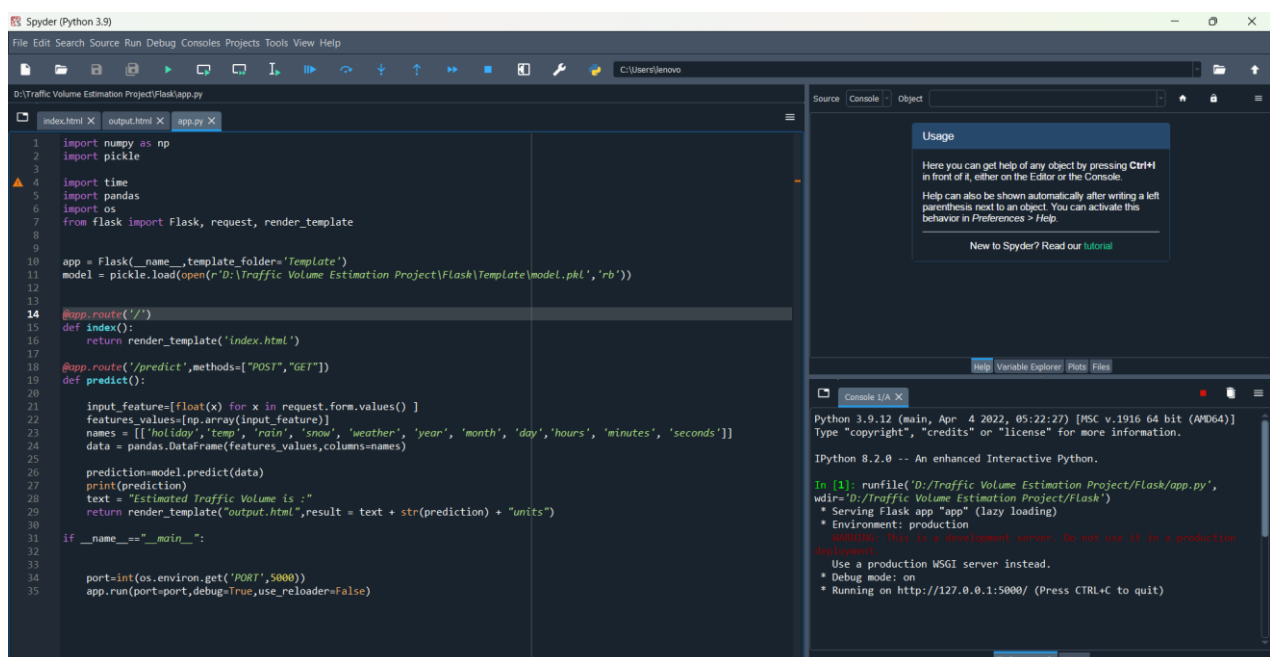 Spyder (Python 3.9)
File Edit Search Source Run Debug Consoles Projects Tools View Help
C:\Users\lenovo
D:\Traffic Volume Estimation Project\Flask\app.py
index.html
output.html
app.py
1 import numpy as np
2 import pickle
3
4 import time
5 import pandas
6 import os
7 from flask import Flask, request, render_template
8
9
10 app = Flask(__name__,template_folder='Template')
11 model = pickle.load(open(r'D:\Traffic Volume Estimation Project\Flask\Template\model.pkl','rb'))
12
13
14 @app.route('/')
15 def index():
16     return render_template('index.html')
17
18 @app.route('/predict',methods=["POST","GET"])
19 def predict():
20
21     input_feature=[float(x) for x in request.form.values() ]
22     features_values=[np.array(input_feature)]
23     names = [['holiday','temp', 'rain', 'snow', 'weather', 'year', 'month', 'day','hours', 'minutes', 'seconds']]
24     data = pandas.DataFrame(features_values,columns=names)
25
26     prediction=model.predict(data)
27     print(prediction)
28     text = "Estimated Traffic Volume is :"
29     return render_template("output.html",result = text + str(prediction) + "units")
30
31 if __name__=="__main__":
32
33
34     port=int(os.environ.get('PORT',5000))
35     app.run(port=port,debug=True,use_reloader=False)
Source Console Object
Usage
Here you can get help of any object by pressing Ctrl+I
in front of it, either on the Editor or the Console.
Help can also be shown automatically after writing a left
parenthesis next to an object. You can activate this
behavior in Preferences > Help.
New to Spyder? Read our tutorial
Help Variable Explorer Plots Files
Console 1/A
Python 3.9.12 (main, Apr 4 2022, 05:22:27) [MSC v.1916 64 bit (AMD64)]
Type "copyright", "credits" or "license" for more information.
IPython 8.2.0 -- An enhanced Interactive Python.
In [1]: runfile('D:/Traffic Volume Estimation Project/Flask/app.py',
wdir='D:/Traffic Volume Estimation Project/Flask')
* Serving Flask app "app" (lazy loading)
* Environment: production
WARNING: This is a development server. Do not use it in a production
deployment.
Use a production WSGI server instead.
* Debug mode: on
* Running on http://127.0.0.1:5000/ (Press CTRL+C to quit)